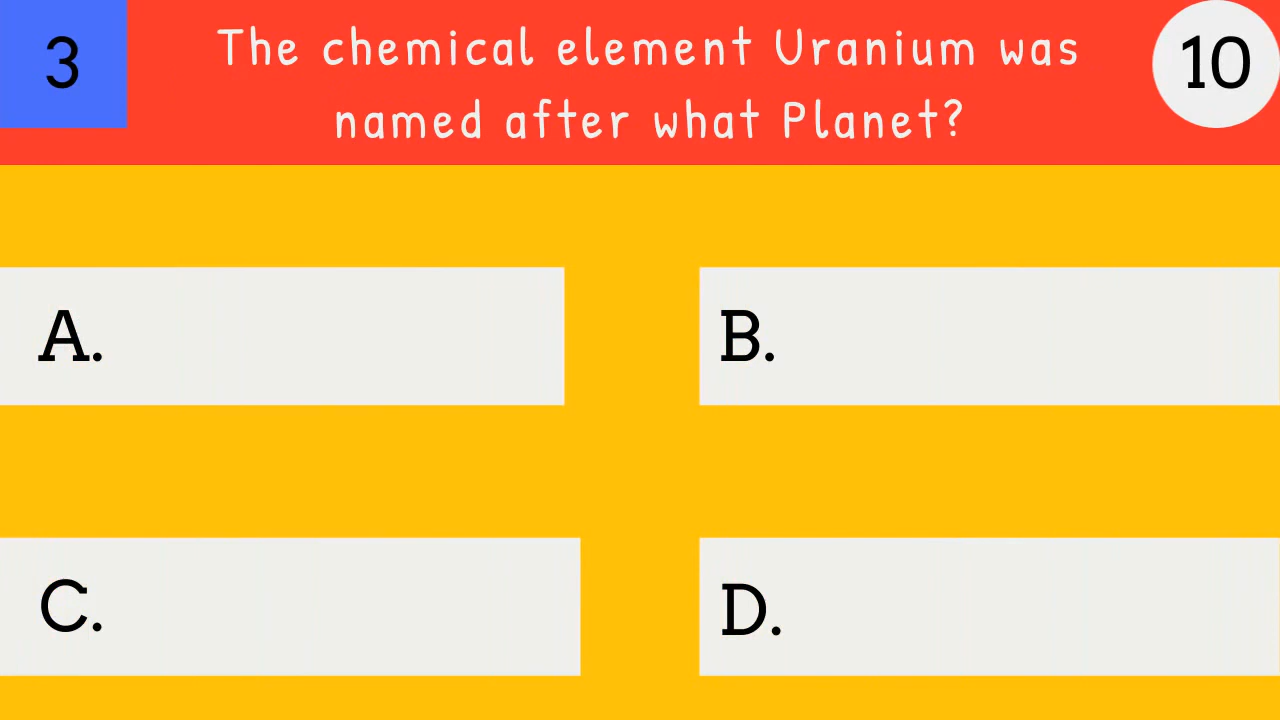 3
The chemical element Uranium was
named after what Planet?
10
A.
B.
C.
D.